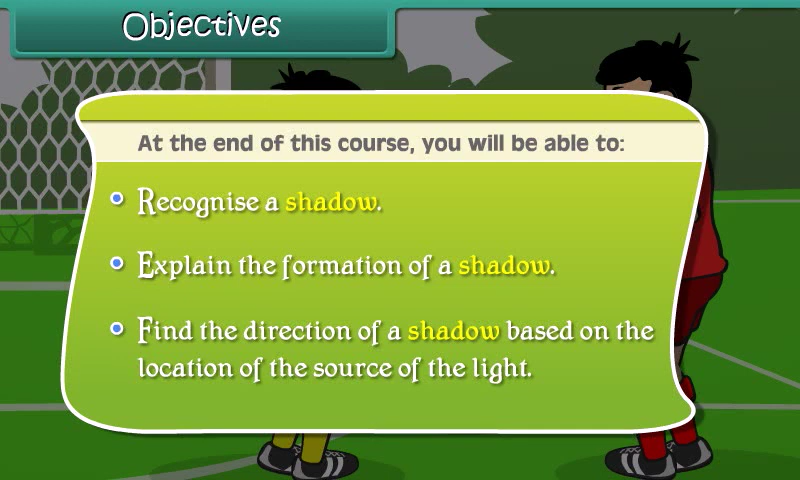 Objectives
At the end of this course, you will be able to:
Recognise a shadow.
Explain the formation of a shadow.
Find the direction of a shadow based on the
location of the source of the light.